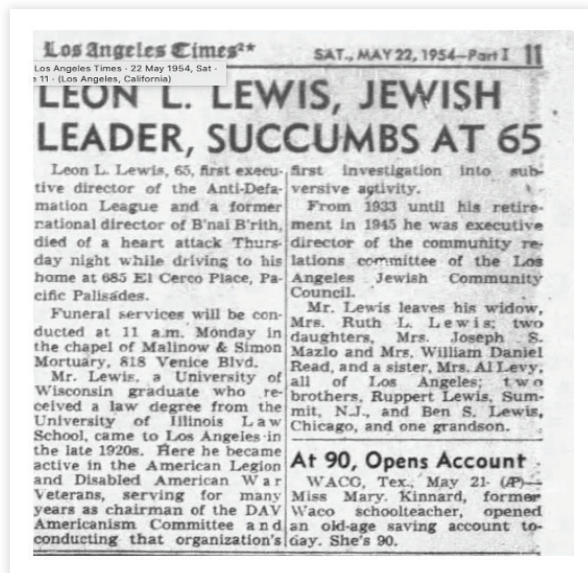 Los Angeles Times 2*
SAT., MAY 22, 1954—Part I 11
Los Angeles Times · 22 May 1954, Sat ·
e 11 · (Los Angeles, California)
LEON L. LEWIS, JEWISH
LEADER, SUCCUMBS AT 65
Leon L. Lewis, 65, first execu-
tive director of the Anti-Defa-
mation League and a former
national director of B'nai B'rith,
died of a heart attack Thurs-
day night while driving to his
home at 685 El Cerco Place, Pa-
cific Palisades.
Funeral services will be con-
ducted at 11 a.m. Monday in
the chapel of Malinow & Simon
Mortuary, 818 Venice Blvd.
Mr. Lewis, a University of
Wisconsin graduate who re-
ceived a law degree from the
University of Illinois Law
School, came to Los Angeles in
the late 1920s. Here he became
active in the American Legion
and Disabled American War
Veterans, serving for many
years as chairman of the DAV
Americanism Committee and
conducting that organization's
first investigation into sub-
versive activity.
From 1933 until his retire-
ment in 1945 he was executive
director of the community re-
lations committee of the Los
Angeles Jewish Community
Council.
Mr. Lewis leaves his widow,
Mrs. Ruth L. Lewis; two
daughters, Mrs. Joseph S.
Mazlo and Mrs. William Daniel
Read, and a sister, Mrs. Al Levy,
all of Los Angeles; two
brothers, Ruppert Lewis, Sum-
mit, N.J., and Ben S. Lewis,
Chicago, and one grandson.
At 90, Opens Account
WACO, Tex., May 21 (AP)—
Miss Mary. Kinnard, former
Waco schoolteacher, opened
an old-age saving account to-
day. She's 90.